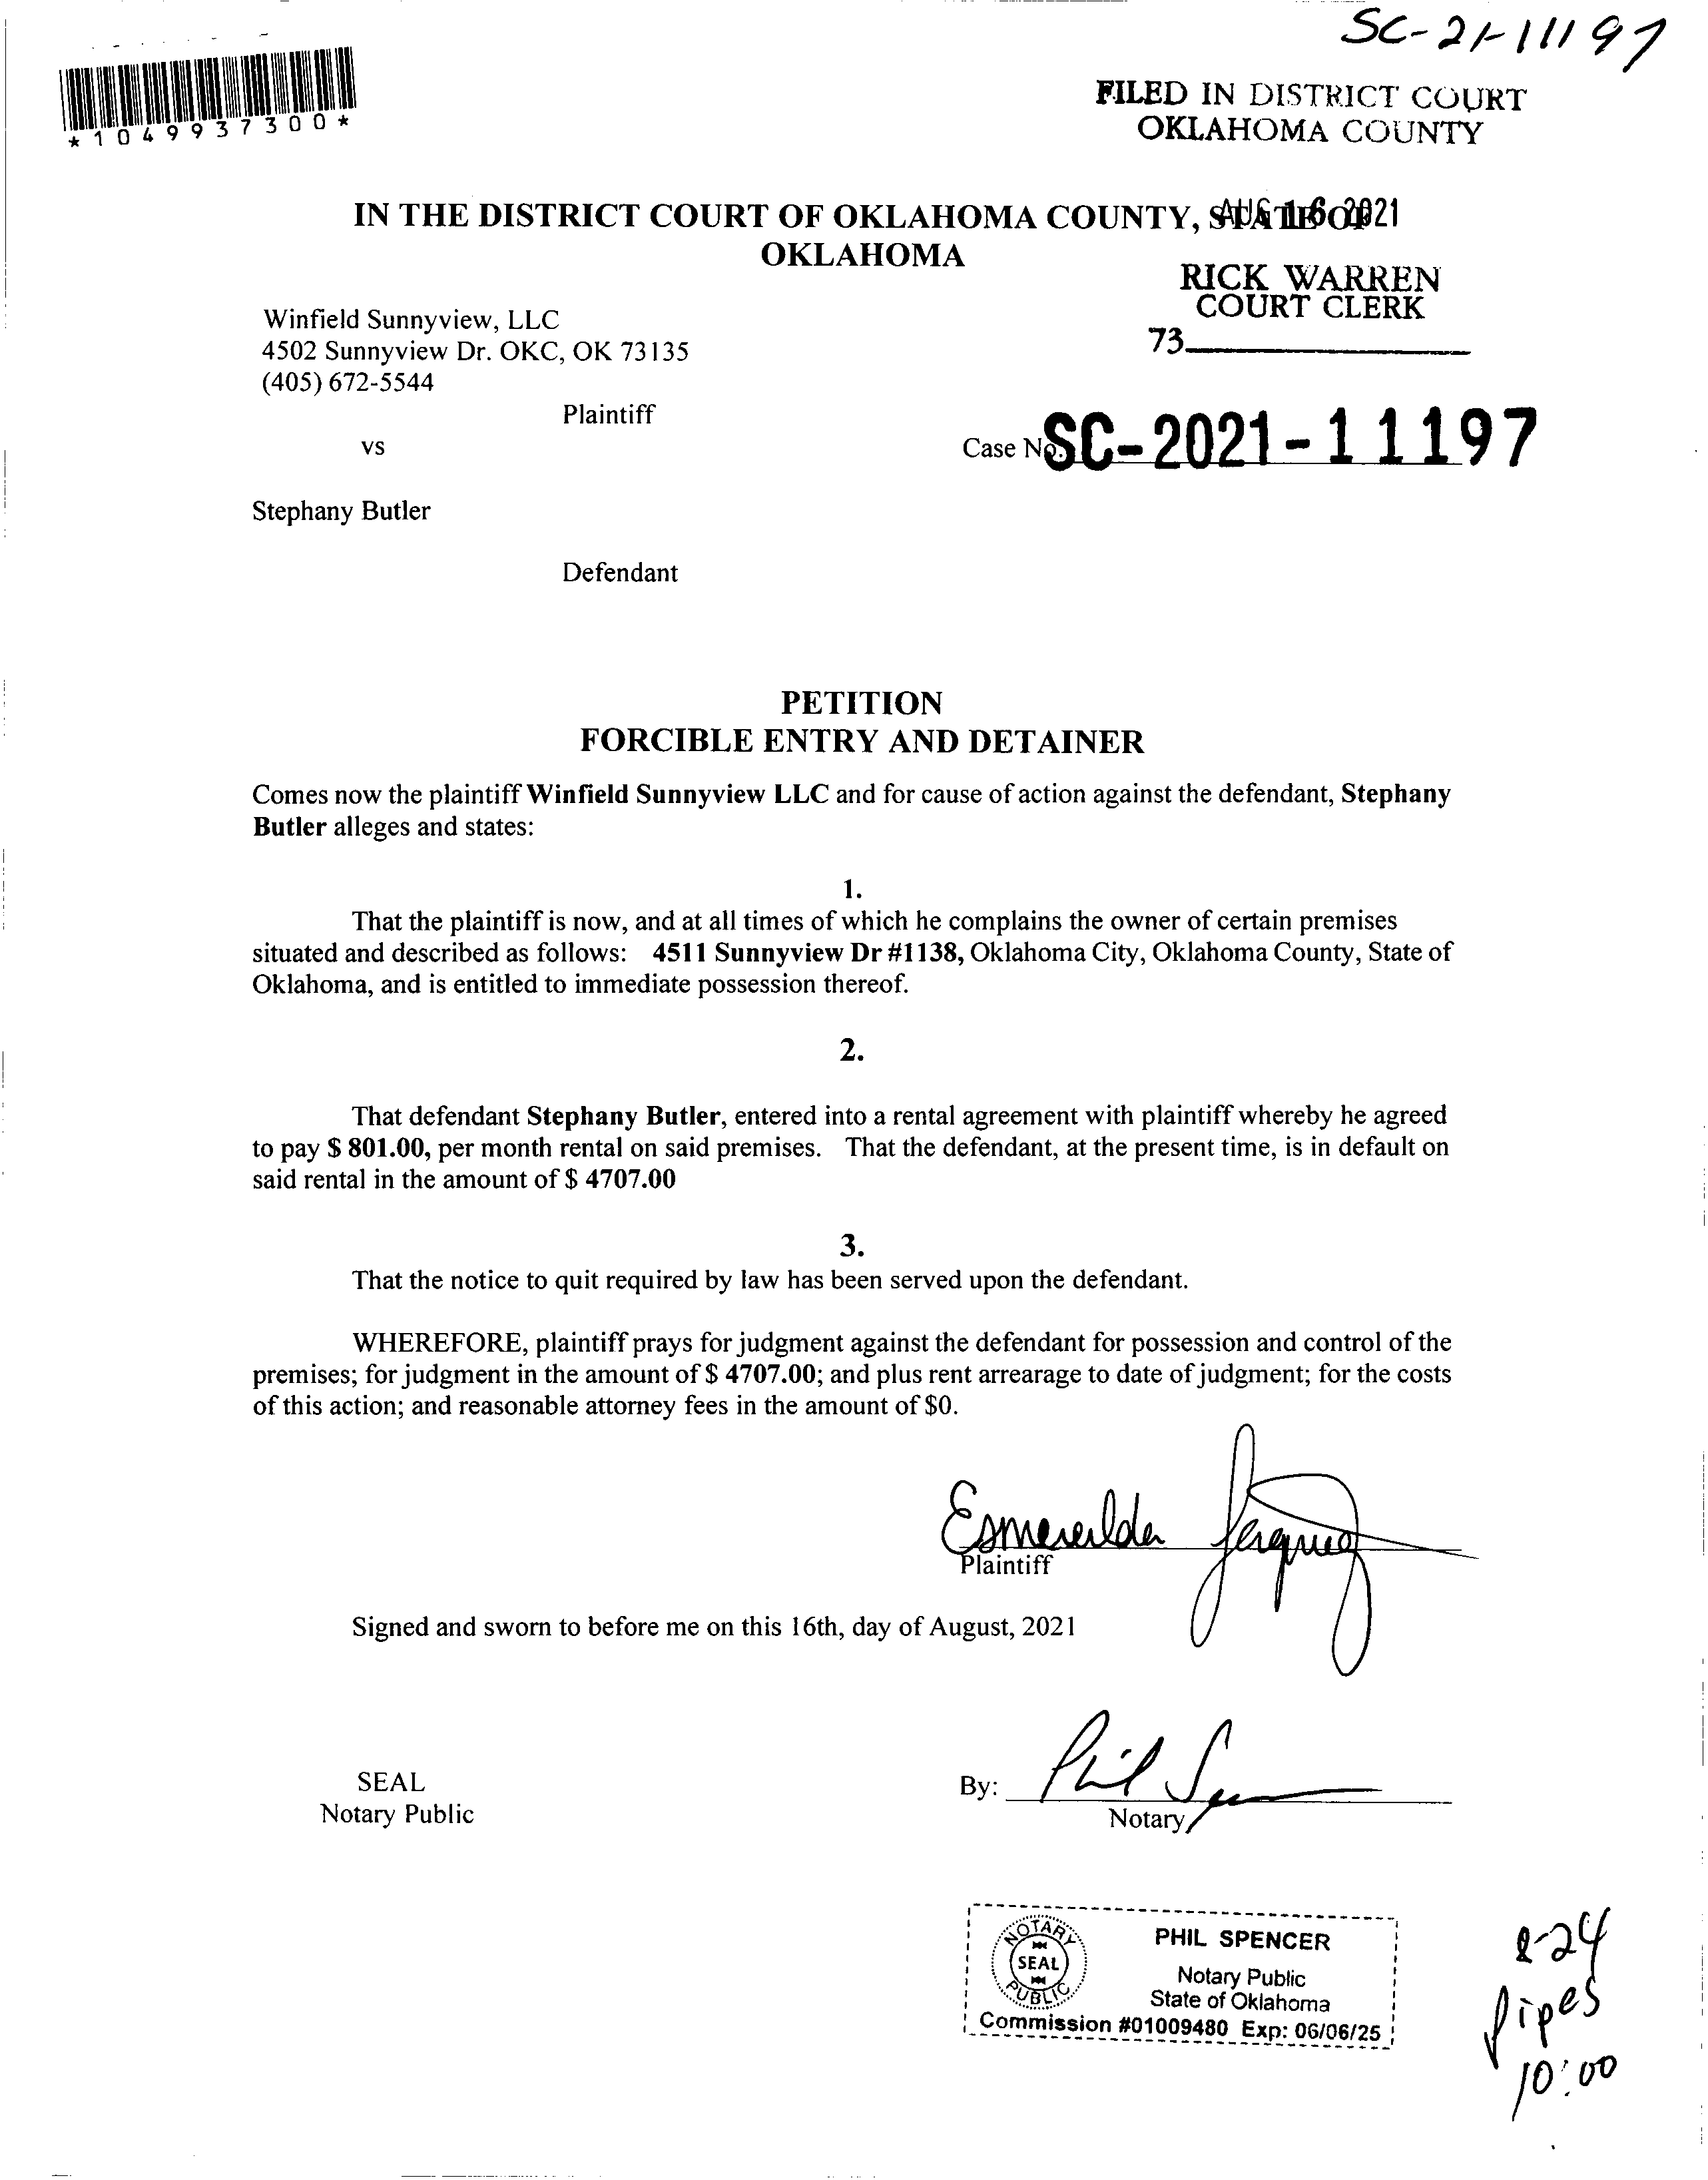 SC-21-11197
*1049937300*
FILED IN DISTRICT COURT
OKLAHOMA COUNTY
IN THE DISTRICT COURT OF OKLAHOMA COUNTY, STATE OF
AUG 16 2021
OKLAHOMA
RICK WARREN
COURT CLERK
73
Winfield Sunnyview, LLC
4502 Sunnyview Dr. OKC, OK 73135
(405) 672-5544
Plaintiff
vs
Case No. SC-2021-11197
Stephany Butler
Defendant
PETITION
FORCIBLE ENTRY AND DETAINER
Comes now the plaintiff Winfield Sunnyview LLC and for cause of action against the defendant, Stephany
Butler alleges and states:
1.
That the plaintiff is now, and at all times of which he complains the owner of certain premises
situated and described as follows: 4511 Sunnyview Dr #1138, Oklahoma City, Oklahoma County, State of
Oklahoma, and is entitled to immediate possession thereof.
2.
That defendant Stephany Butler, entered into a rental agreement with plaintiff whereby he agreed
to pay $ 801.00, per month rental on said premises. That the defendant, at the present time, is in default on
said rental in the amount of $ 4707.00
3.
That the notice to quit required by law has been served upon the defendant.
WHEREFORE, plaintiff prays for judgment against the defendant for possession and control of the
premises; for judgment in the amount of $ 4707.00; and plus rent arrearage to date of judgment; for the costs
of this action; and reasonable attorney fees in the amount of $0.
Esmeralda
Plaintiff
Signed and sworn to before me on this 16th, day of August, 2021
SEAL
Notary Public
By: Phil
Notary
NOTARY
SEAL
PUBLIC
PHIL SPENCER
Notary Public
State of Oklahoma
Commission #01009480 Exp: 06/06/25
8-24
pipes
10:00